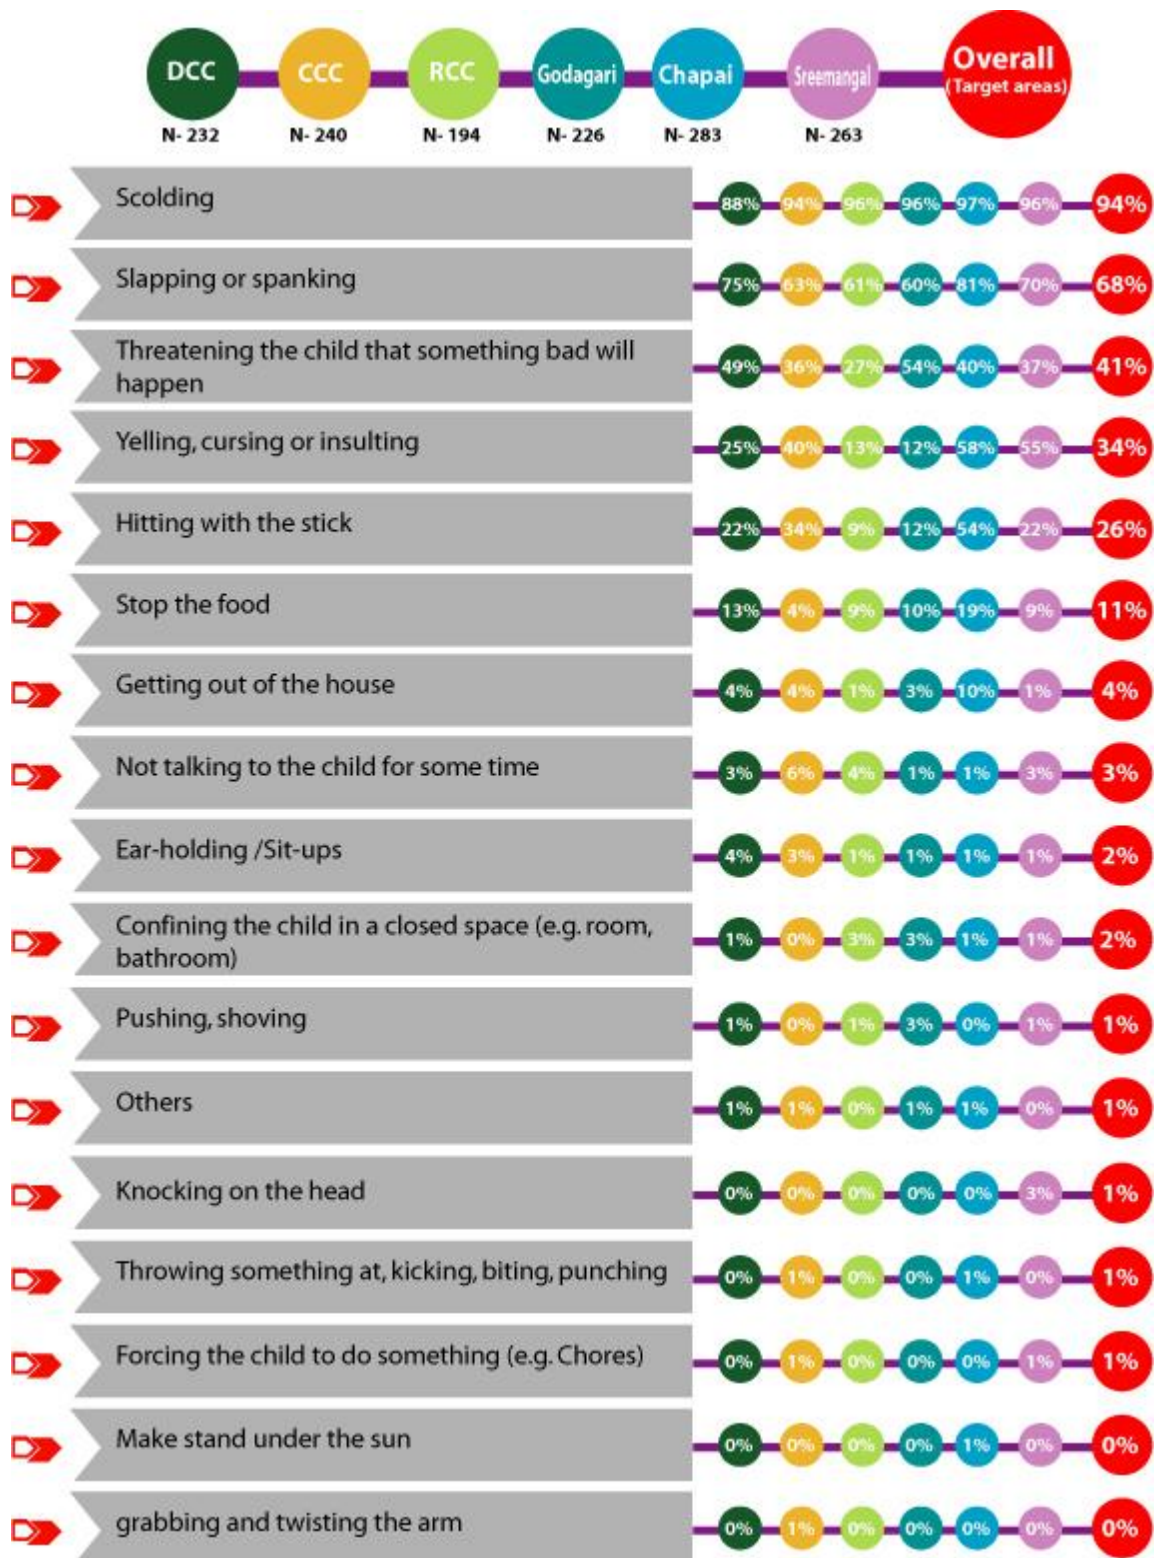 DCC CCC RCC Godagari Chapai Sreemangal Overall
(Target areas)
N- 232 N- 240 N- 194 N- 226 N- 283 N- 263
Scolding 88% 94% 96% 96% 97% 96% 94%
Slapping or spanking 75% 63% 61% 60% 81% 70% 68%
Threatening the child that something bad will
happen 49% 36% 27% 54% 40% 37% 41%
Yelling, cursing or insulting 25% 40% 13% 12% 58% 55% 34%
Hitting with the stick 22% 34% 9% 12% 54% 22% 26%
Stop the food 13% 4% 9% 10% 19% 9% 11%
Getting out of the house 4% 4% 1% 3% 10% 1% 4%
Not talking to the child for some time 3% 6% 4% 1% 1% 3% 3%
Ear-holding /Sit-ups 4% 3% 1% 1% 1% 1% 2%
Confining the child in a closed space (e.g. room,
bathroom) 1% 0% 3% 3% 1% 1% 2%
Pushing, shoving 1% 0% 1% 3% 0% 1% 1%
Others 1% 1% 0% 1% 1% 0% 1%
Knocking on the head 0% 0% 0% 0% 0% 3% 1%
Throwing something at, kicking, biting, punching 0% 1% 0% 0% 1% 0% 1%
Forcing the child to do something (e.g. Chores) 0% 1% 0% 0% 0% 1% 1%
Make stand under the sun 0% 0% 0% 0% 1% 0% 0%
grabbing and twisting the arm 0% 1% 0% 0% 0% 0% 0%